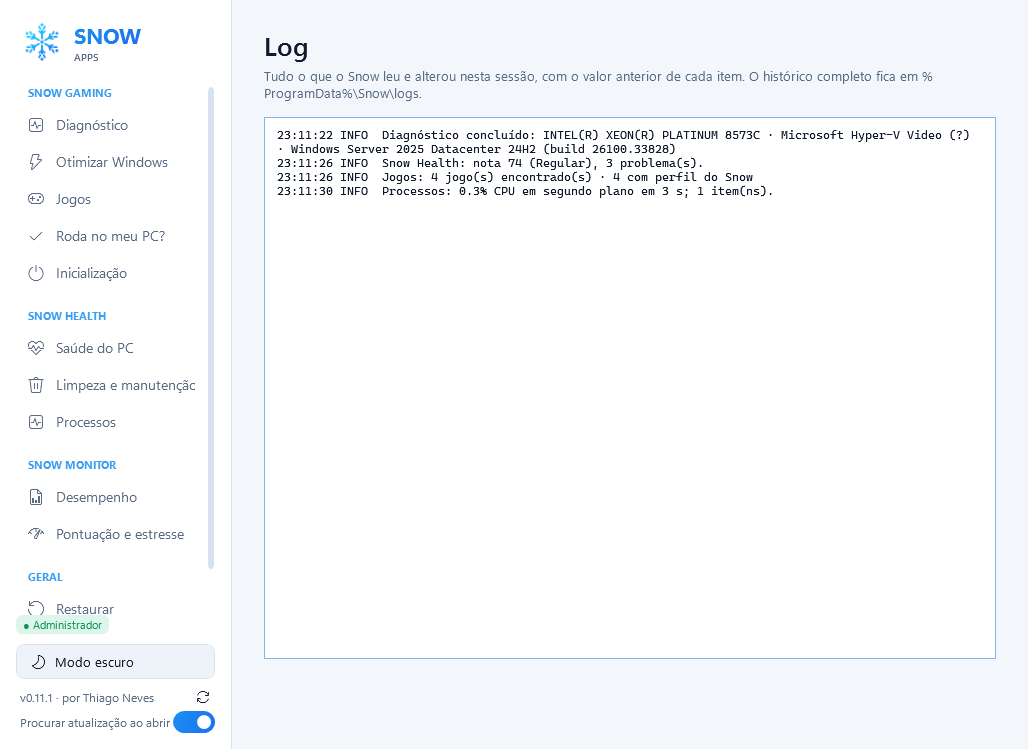 SNOW
APPS
SNOW GAMING
Diagnóstico
Otimizar Windows
Jogos
Roda no meu PC?
Inicialização
SNOW HEALTH
Saúde do PC
Limpeza e manutençã
Processos
SNOW MONITOR
Desempenho
Pontuação e estresse
GERAL
Restaurar
Administrador
Modo escuro
v0.11.1 · por Thiago Neves
Procurar atualização ao abrir
Log
Tudo o que o Snow leu e alterou nesta sessão, com o valor anterior de cada item. O histórico completo fica em %
ProgramData%\Snow\logs.
23:11:22 INFO  Diagnóstico concluído: INTEL(R) XEON(R) PLATINUM 8573C · Microsoft Hyper-V Video (?)
· Windows Server 2025 Datacenter 24H2 (build 26100.33828)
23:11:26 INFO  Snow Health: nota 74 (Regular), 3 problema(s).
23:11:26 INFO  Jogos: 4 jogo(s) encontrado(s) · 4 com perfil do Snow
23:11:30 INFO  Processos: 0.3% CPU em segundo plano em 3 s; 1 item(ns).